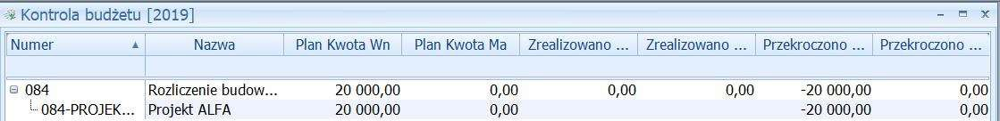 Kontrola budżetu [2019]
Numer Nazwa Plan Kwota Wn Plan Kwota Ma Zrealizowano ... Zrealizowano ... Przekroczono ... Przekroczono ...
084 Rozliczenie budow... 20 000,00 0,00 0,00 0,00 -20 000,00 0,00
084-PROJEK... Projekt ALFA 20 000,00 0,00 -20 000,00 0,00